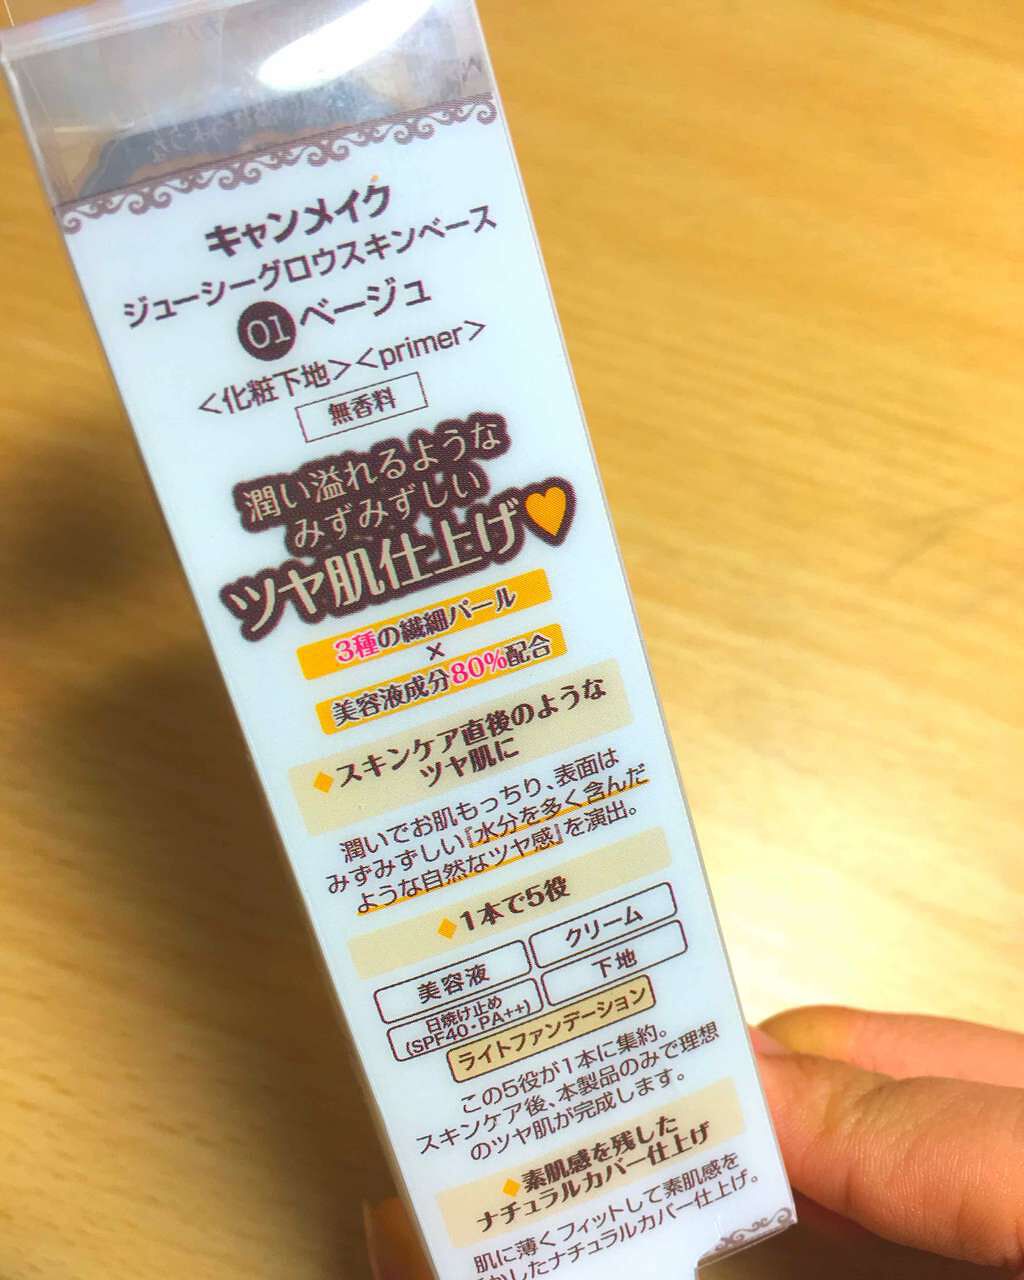 キャンメイク
ジューシーグロウスキンベース
01 ベージュ
<化粧下地><primer>
無香料
潤い溢れるような
みずみずしい
ツヤ肌仕上げ
3種の繊細パール
×
美容液成分80%配合
スキンケア直後のような
ツヤ肌に
潤いでお肌もっちり、表面は
みずみずしい『水分を多く含んだ
ような自然なツヤ感』を演出。
1本で5役
美容液 クリーム
日焼け止め 下地
(SPF40・PA++)
ライトファンデーション
この5役が1本に集約。
スキンケア後、本製品のみで理想
のツヤ肌が完成します。
素肌感を残した
ナチュラルカバー仕上げ
肌に薄くフィットして素肌感を
かしたナチュラルカバー仕上げ。